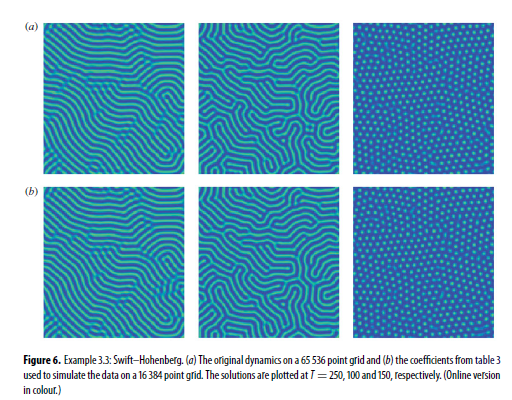 (a)
(b)
Figure 6. Example 3.3: Swift–Hohenberg. (a) The original dynamics on a 65 536 point grid and (b) the coefficients from table 3
used to simulate the data on a 16 384 point grid. The solutions are plotted at T = 250, 100 and 150, respectively. (Online version
in colour.)